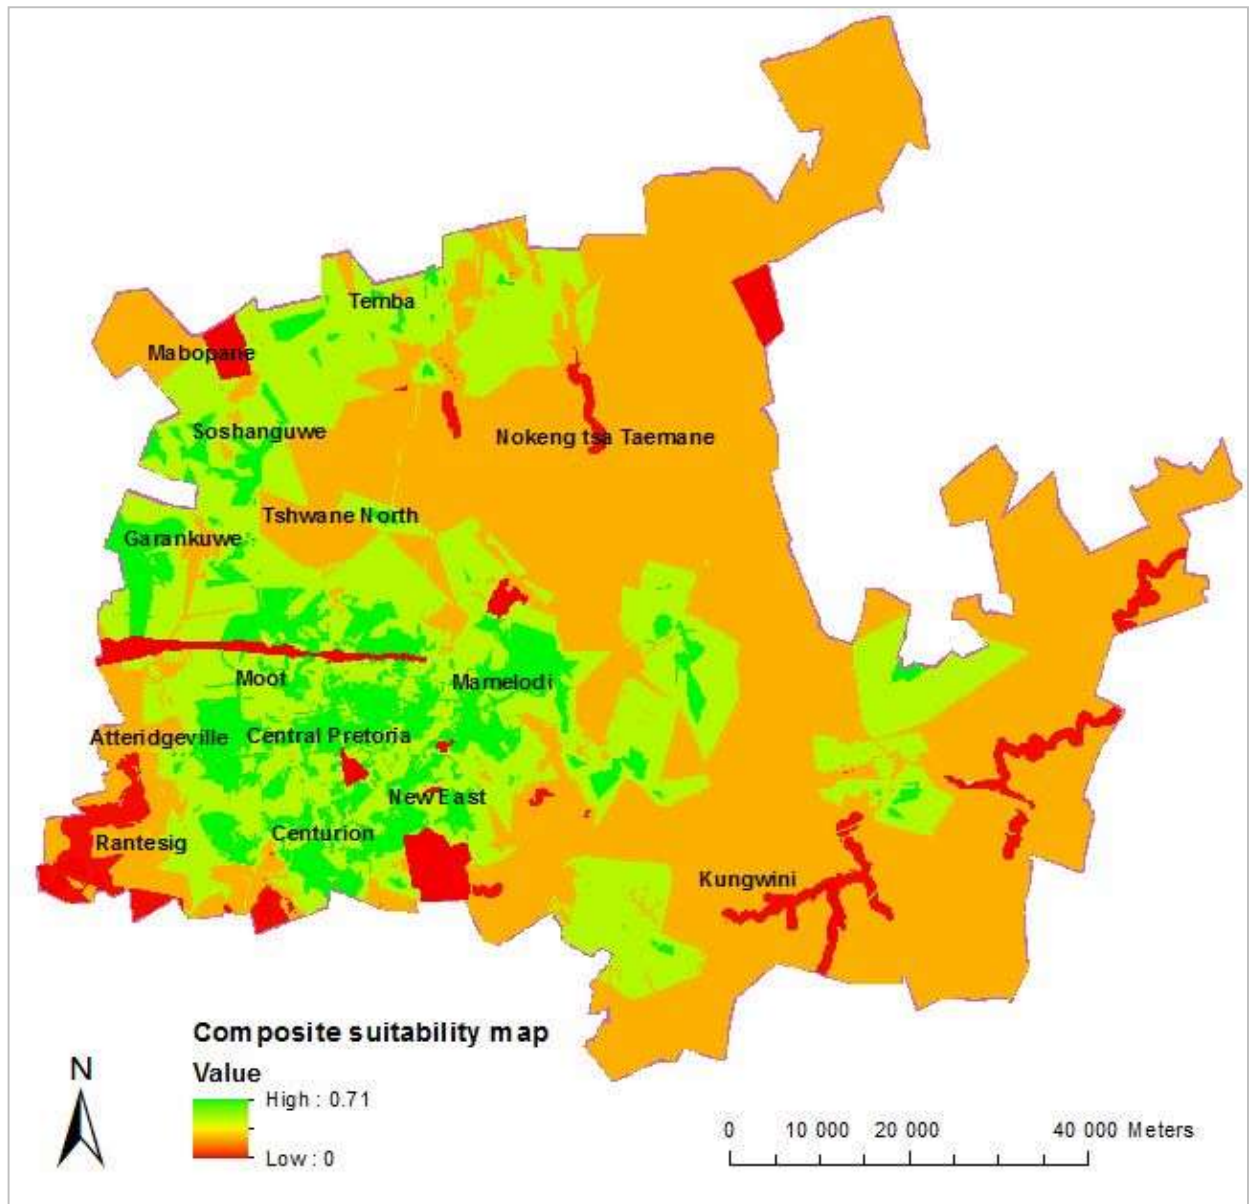 Temba
Mabopane
Soshanguwe
Nokeng tsa Taemane
Tshwane North
Garankuwe
Moot
Mamelodi
Atteridgeville
Central Pretoria
New East
Centurion
Rantesig
Kungwini
Composite suitability map
Value
High : 0.71
Low : 0
N
0 10 000 20 000 40 000 Meters